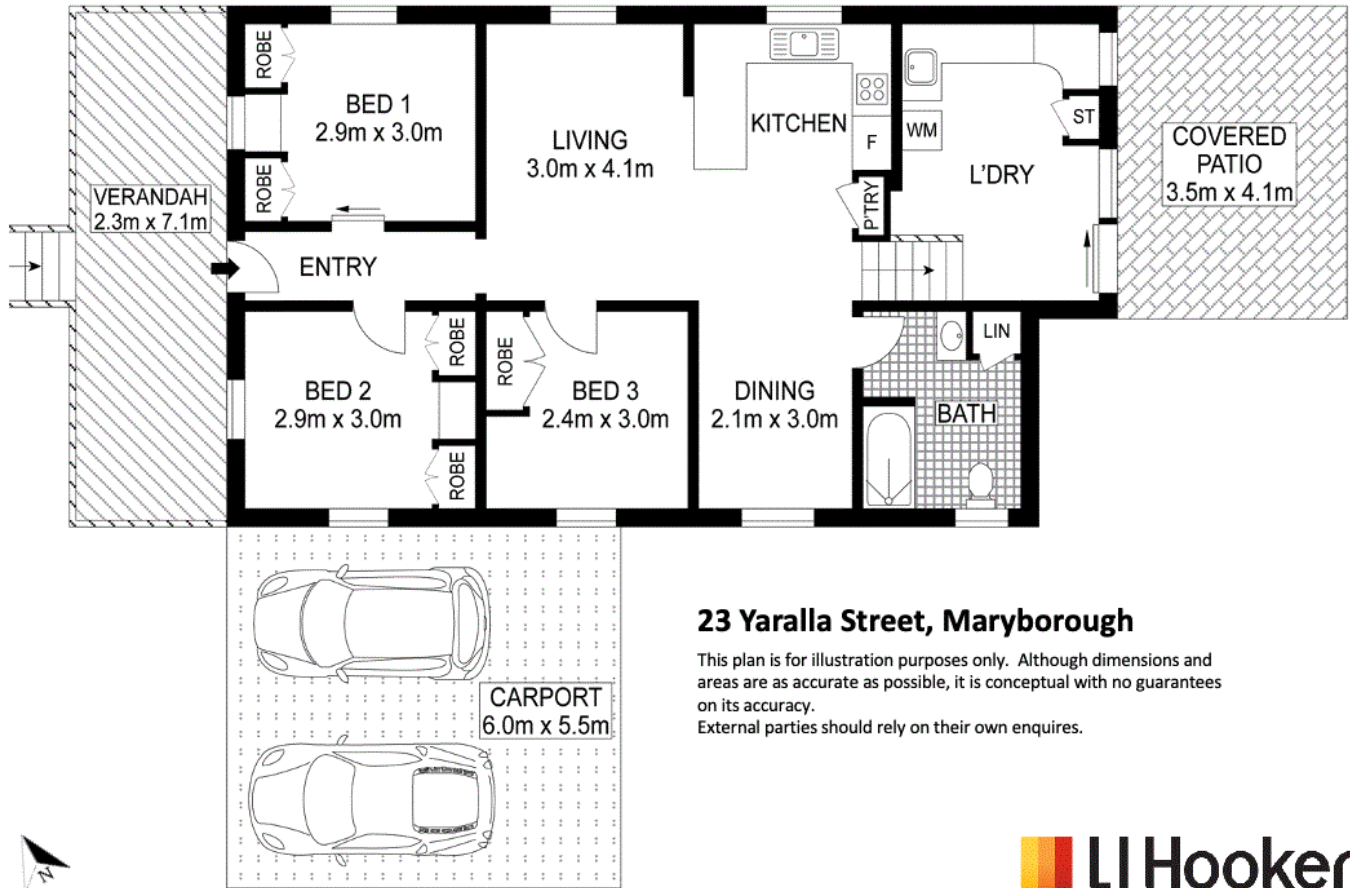 ROBE
BED 1
2.9m x 3.0m
ROBE
VERANDAH
2.3m x 7.1m
ENTRY
LIVING
3.0m x 4.1m
KITCHEN
F
P'TRY
WM
L'DRY
ST
COVERED
PATIO
3.5m x 4.1m
BED 2
2.9m x 3.0m
ROBE
ROBE
ROBE
BED 3
2.4m x 3.0m
DINING
2.1m x 3.0m
LIN
BATH
CARPORT
6.0m x 5.5m
23 Yaralla Street, Maryborough
This plan is for illustration purposes only. Although dimensions and
areas are as accurate as possible, it is conceptual with no guarantees
on its accuracy.
External parties should rely on their own enquires.
N
LJ Hooker